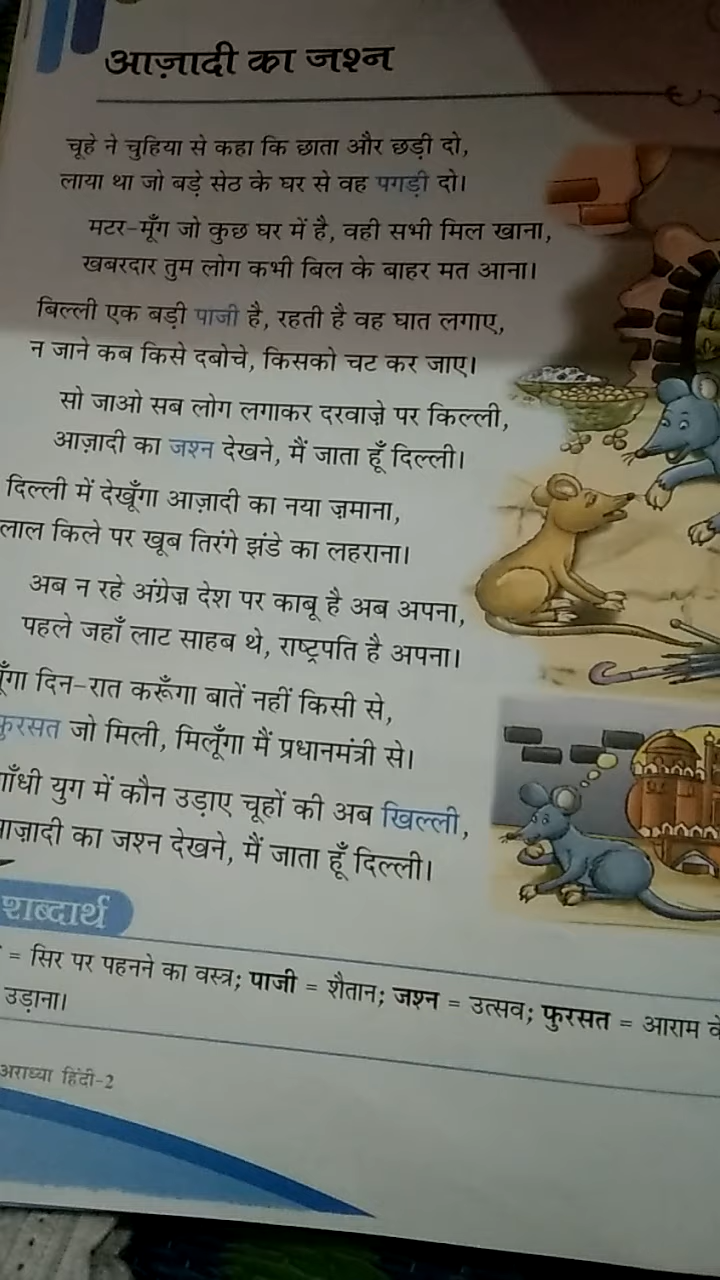 आज़ादी का जश्न
चूहे ने चुहिया से कहा कि छाता और छड़ी दो,
लाया था जो बड़े सेठ के घर से वह पगड़ी दो।
मटर-मूँग जो कुछ घर में है, वही सभी मिल खाना,
खबरदार तुम लोग कभी बिल के बाहर मत आना।
बिल्ली एक बड़ी पाजी है, रहती है वह घात लगाए,
न जाने कब किसे दबोचे, किसको चट कर जाए।
सो जाओ सब लोग लगाकर दरवाज़े पर किल्ली,
आज़ादी का जश्न देखने, मैं जाता हूँ दिल्ली।
दिल्ली में देखूँगा आज़ादी का नया ज़माना,
लाल किले पर खूब तिरंगे झंडे का लहराना।
अब न रहे अंग्रेज़ देश पर काबू है अब अपना,
पहले जहाँ लाट साहब थे, राष्ट्रपति है अपना।
दिन-रात करूँगा बातें नहीं किसी से,
फुरसत जो मिली, मिलूँगा मैं प्रधानमंत्री से।
गाँधी युग में कौन उड़ाए चूहों की अब खिल्ली,
आज़ादी का जश्न देखने, मैं जाता हूँ दिल्ली।
शब्दार्थ
= सिर पर पहनने का वस्त्र; पाजी = शैतान; जश्न = उत्सव; फुरसत = आराम
उड़ाना।
अराध्या हिंदी-2